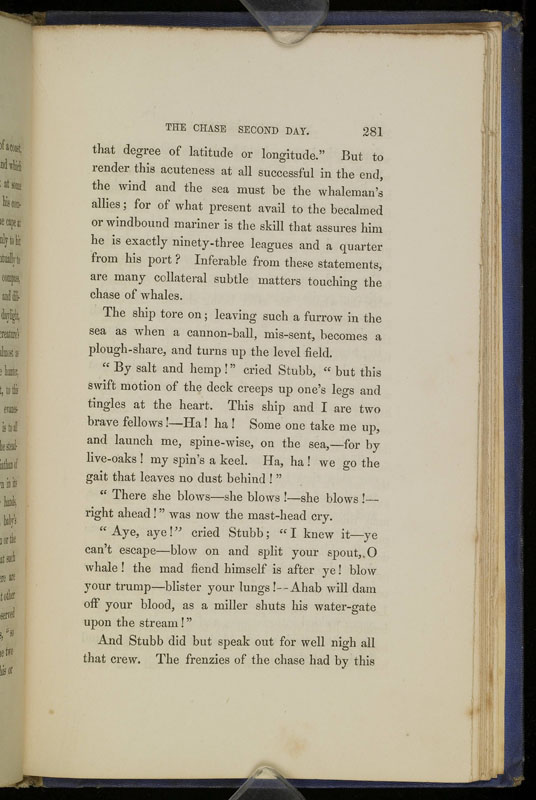 THE CHASE SECOND DAY. 281
that degree of latitude or longitude." But to
render this acuteness at all successful in the end,
the wind and the sea must be the whaleman's
allies; for of what present avail to the becalmed
or windbound mariner is the skill that assures him
he is exactly ninety-three leagues and a quarter
from his port? Inferable from these statements,
are many collateral subtle matters touching the
chase of whales.
The ship tore on; leaving such a furrow in the
sea as when a cannon-ball, mis-sent, becomes a
plough-share, and turns up the level field.
"By salt and hemp!" cried Stubb, "but this
swift motion of the deck creeps up one's legs and
tingles at the heart. This ship and I are two
brave fellows!—Ha! ha! Some one take me up,
and launch me, spine-wise, on the sea,—for by
live-oaks! my spin's a keel. Ha, ha! we go the
gait that leaves no dust behind!"
"There she blows—she blows!—she blows!—
right ahead!" was now the mast-head cry.
"Aye, aye!" cried Stubb; "I knew it—ye
can't escape—blow on and split your spout, O
whale! the mad fiend himself is after ye! blow
your trump—blister your lungs!--Ahab will dam
off your blood, as a miller shuts his water-gate
upon the stream!"
And Stubb did but speak out for well nigh all
that crew. The frenzies of the chase had by this